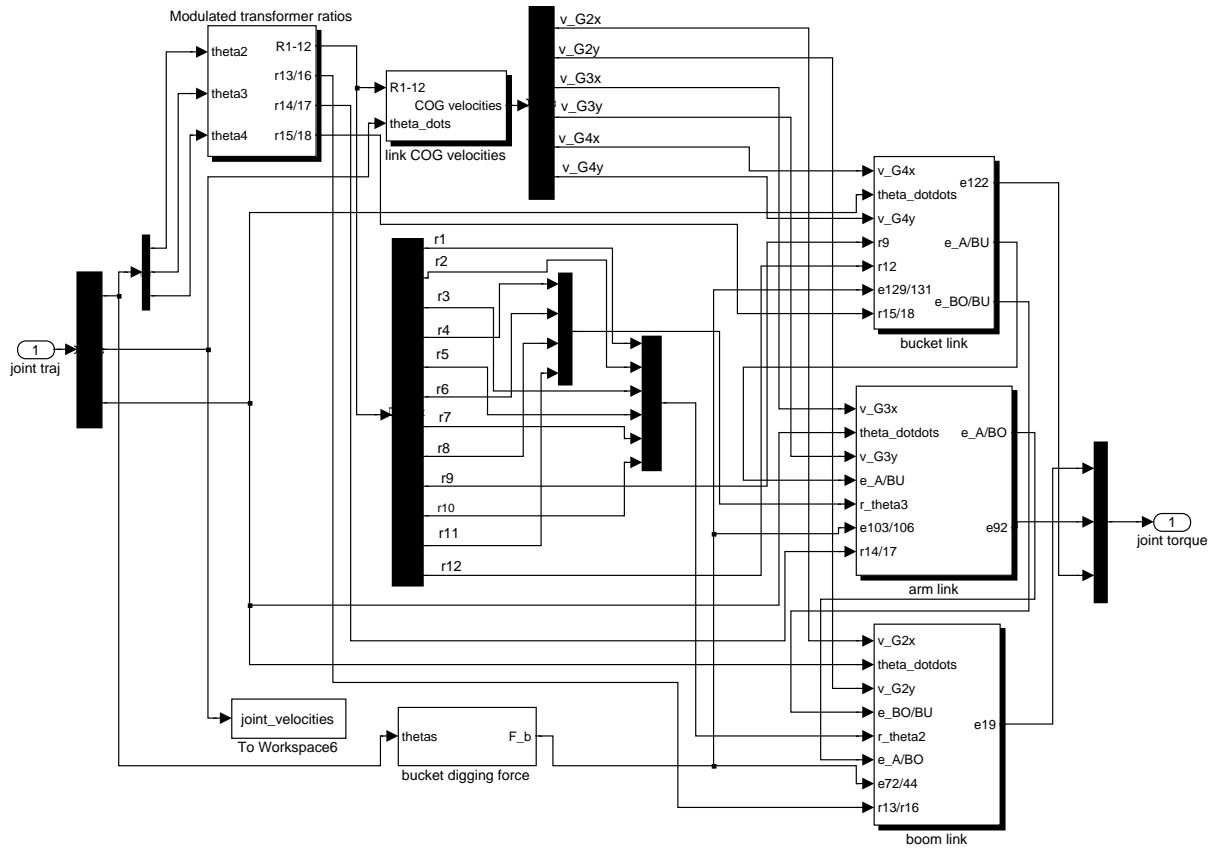 Modulated transformer ratios
theta2
theta3
theta4
R1-12
r13/16
r14/17
r15/18
R1-12
theta_dots
COG velocities
link COG velocities
v_G2x
v_G2y
v_G3x
v_G3y
v_G4x
v_G4y
1
joint traj
r1
r2
r3
r4
r5
r6
r7
r8
r9
r10
r11
r12
v_G4x
theta_dotdots
v_G4y
r9
r12
e129/131
r15/18
e122
e_A/BU
e_BO/BU
bucket link
v_G3x
theta_dotdots
v_G3y
e_A/BU
r_theta3
e103/106
r14/17
e_A/BO
e92
arm link
1
joint torque
v_G2x
theta_dotdots
v_G2y
e_BO/BU
r_theta2
e_A/BO
e72/44
r13/r16
e19
boom link
joint_velocities
To Workspace6
thetas
F_b
bucket digging force